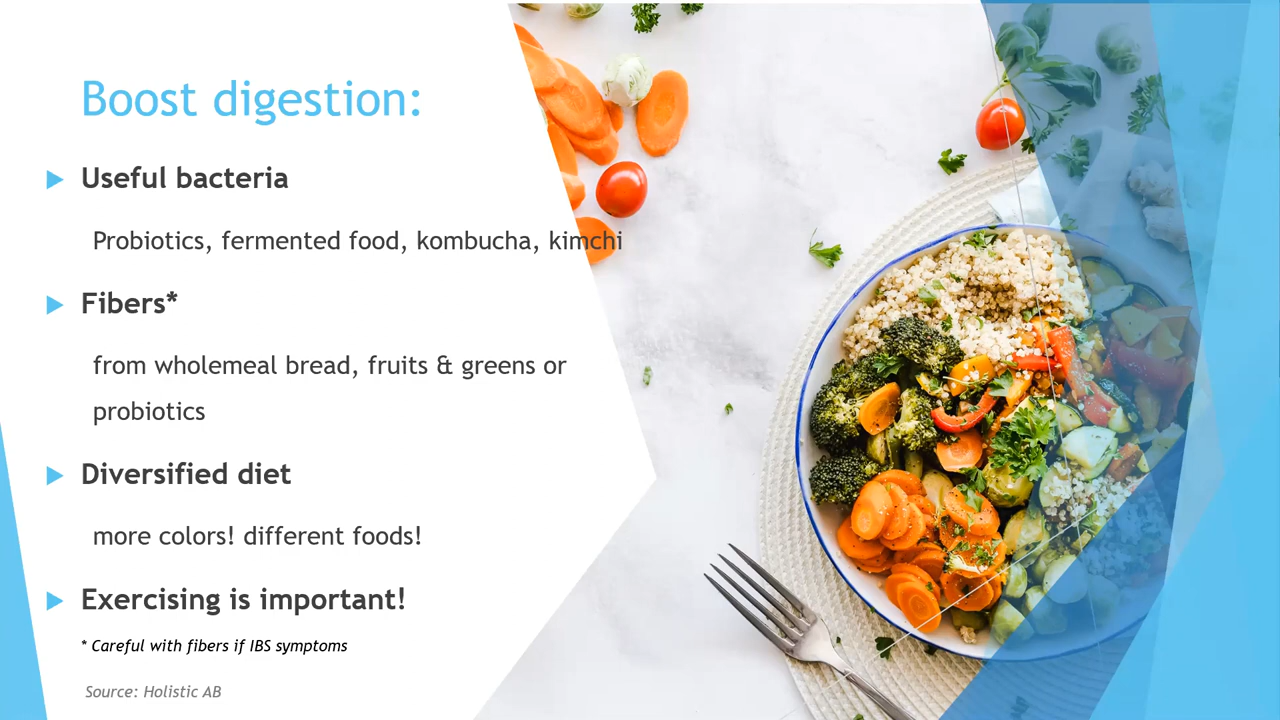 Boost digestion:
Useful bacteria
Probiotics, fermented food, kombucha, kimchi
Fibers*
from wholemeal bread, fruits & greens or
probiotics
Diversified diet
more colors! different foods!
Exercising is important!
* Careful with fibers if IBS symptoms
Source: Holistic AB